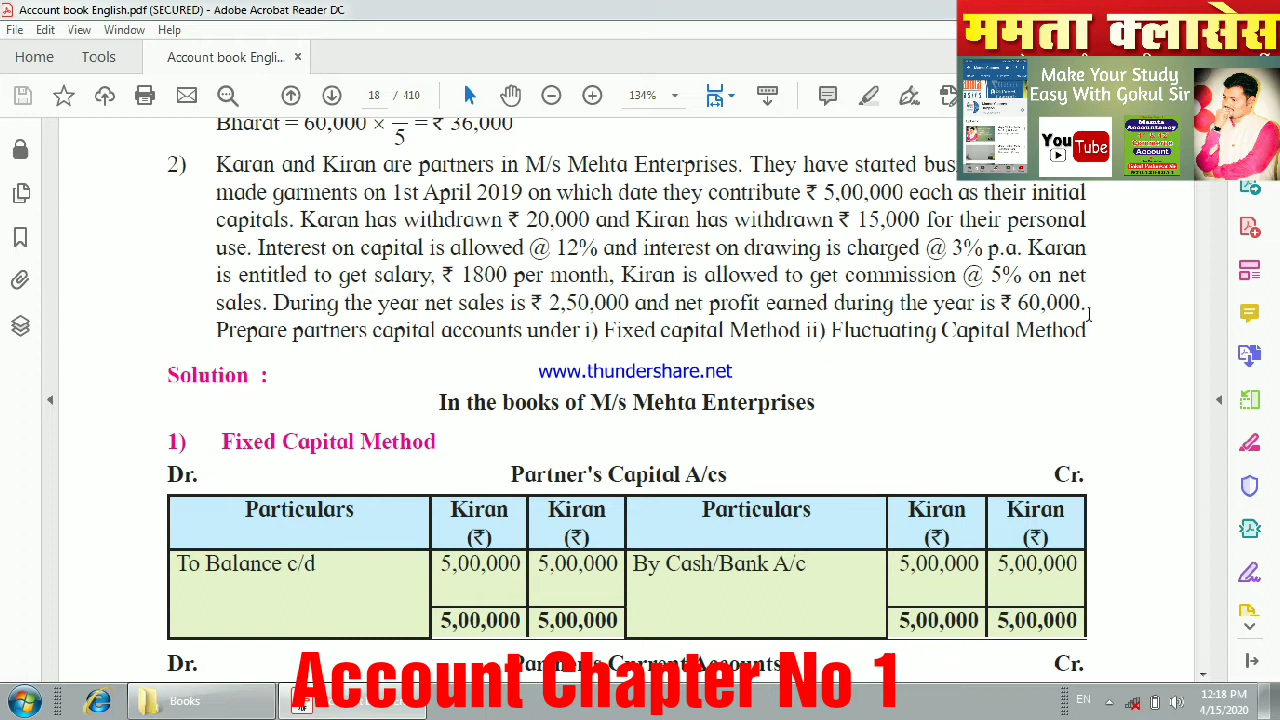 Account book English.pdf (SECURED) - Adobe Acrobat Reader DC
File Edit View Window Help
Home Tools Account book Engli... ×
18 / 410 134%
ममता क्लासेस
Make Your Study
Easy With Gokul Sir
You Tube
Mamta
Accountancy
Account
Bharat = 60,000 × /5 = ₹ 36,000
2) Karan and Kiran are partners in M/s Mehta Enterprises. They have started bus
made garments on 1st April 2019 on which date they contribute ₹ 5,00,000 each as their initial
capitals. Karan has withdrawn ₹ 20,000 and Kiran has withdrawn ₹ 15,000 for their personal
use. Interest on capital is allowed @ 12% and interest on drawing is charged @ 3% p.a. Karan
is entitled to get salary, ₹ 1800 per month, Kiran is allowed to get commission @ 5% on net
sales. During the year net sales is ₹ 2,50,000 and net profit earned during the year is ₹ 60,000.
Prepare partners capital accounts under i) Fixed capital Method ii) Fluctuating Capital Method
Solution :
www.thundershare.net
In the books of M/s Mehta Enterprises
1) Fixed Capital Method
Dr. Partner's Capital A/cs Cr.
Particulars Kiran Kiran Particulars Kiran Kiran
(₹) (₹) (₹) (₹)
To Balance c/d 5,00,000 5,00,000 By Cash/Bank A/c 5,00,000 5,00,000
5,00,000 5,00,000 5,00,000 5,00,000
Dr. Partner's Current Accounts Cr.
Account Chapter No 1
Books
EN
12:18 PM
4/15/2020